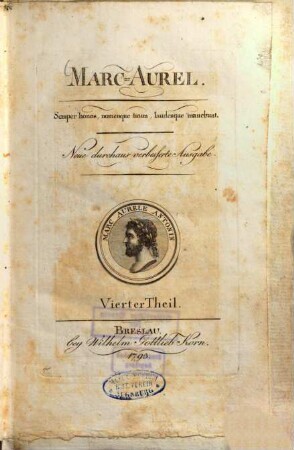 MARC=AUREL.
Semper honos, nomenque tuum, laudesque manebunt.
Neue durchaus verbesserte Ausgabe
MARC AURELE ANTONIN
Vierter Theil.
BRESLAU,
bey Wilhelm Gottlieb Korn.
1790.